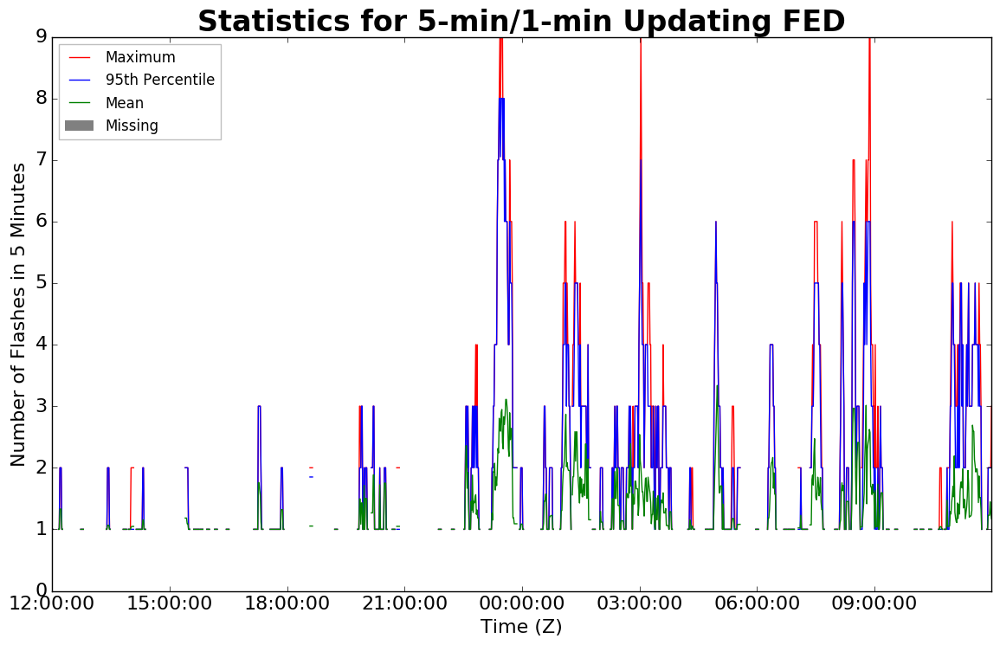 Statistics for 5-min/1-min Updating FED
9
8
7
6
5
4
3
2
1
0
Number of Flashes in 5 Minutes
Maximum
95th Percentile
Mean
Missing
12:00:00 15:00:00 18:00:00 21:00:00 00:00:00 03:00:00 06:00:00 09:00:00
Time (Z)